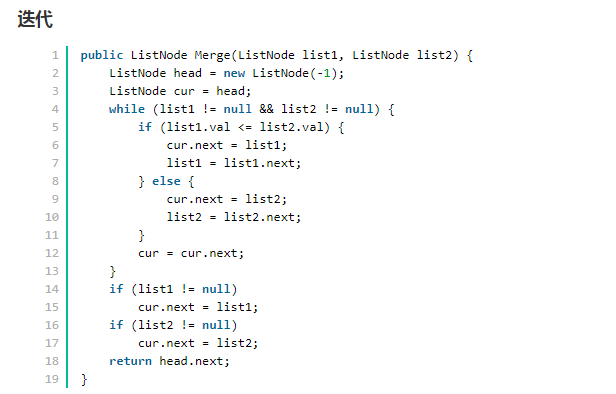 迭代
1 public ListNode Merge(ListNode list1, ListNode list2) {
2     ListNode head = new ListNode(-1);
3     ListNode cur = head;
4     while (list1 != null && list2 != null) {
5         if (list1.val <= list2.val) {
6             cur.next = list1;
7             list1 = list1.next;
8         } else {
9             cur.next = list2;
10             list2 = list2.next;
11         }
12         cur = cur.next;
13     }
14     if (list1 != null)
15         cur.next = list1;
16     if (list2 != null)
17         cur.next = list2;
18     return head.next;
19 }